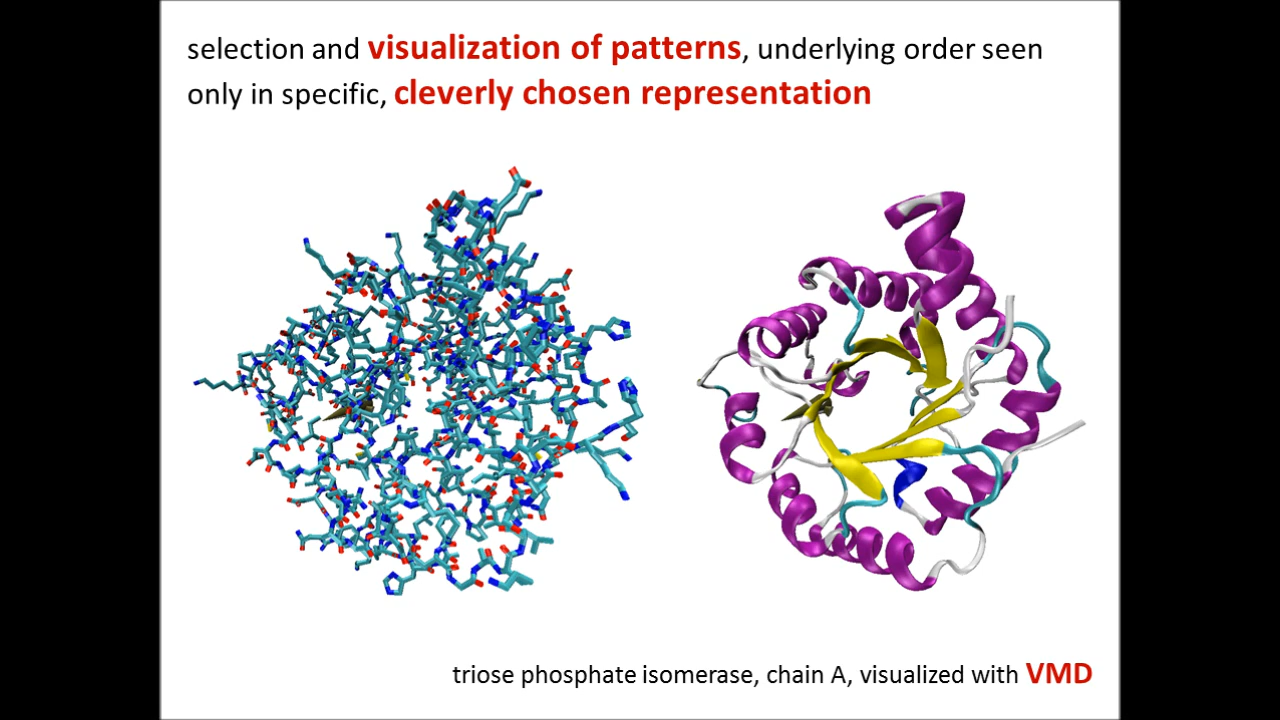 selection and visualization of patterns, underlying order seen
only in specific, cleverly chosen representation
triose phosphate isomerase, chain A, visualized with VMD